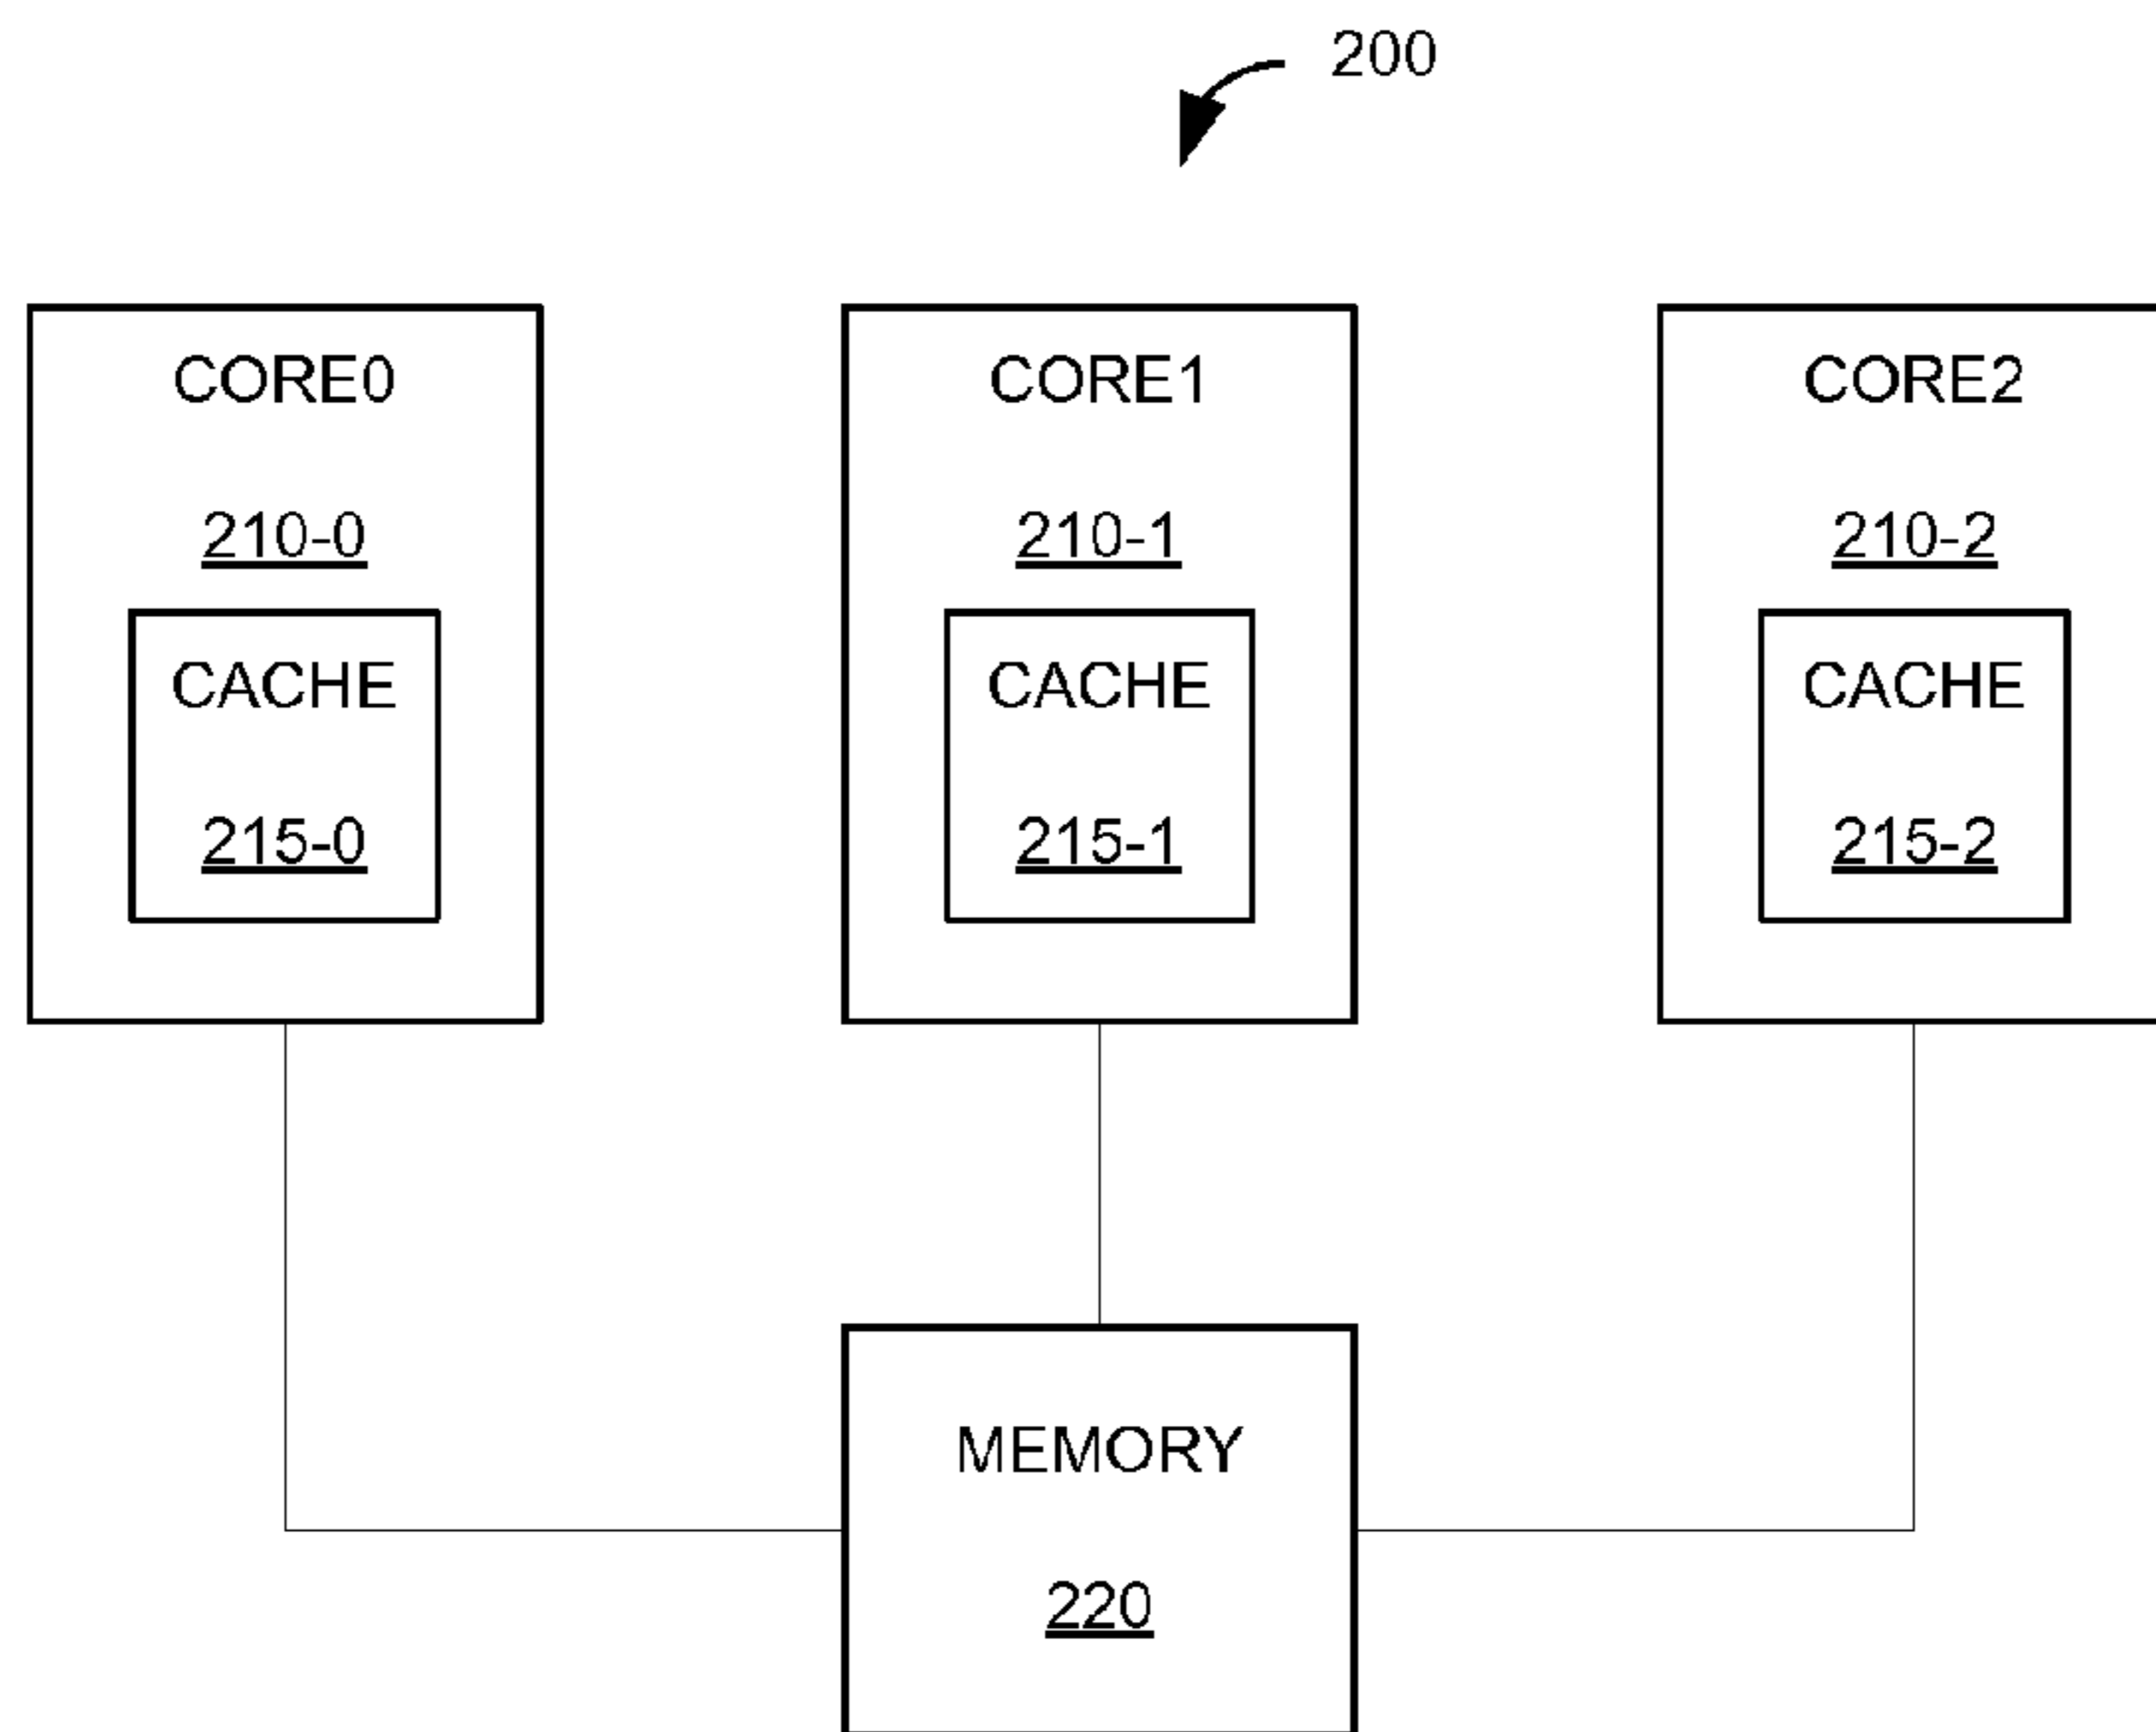 200
CORE0
210-0
CACHE
215-0
CORE1
210-1
CACHE
215-1
CORE2
210-2
CACHE
215-2
MEMORY
220